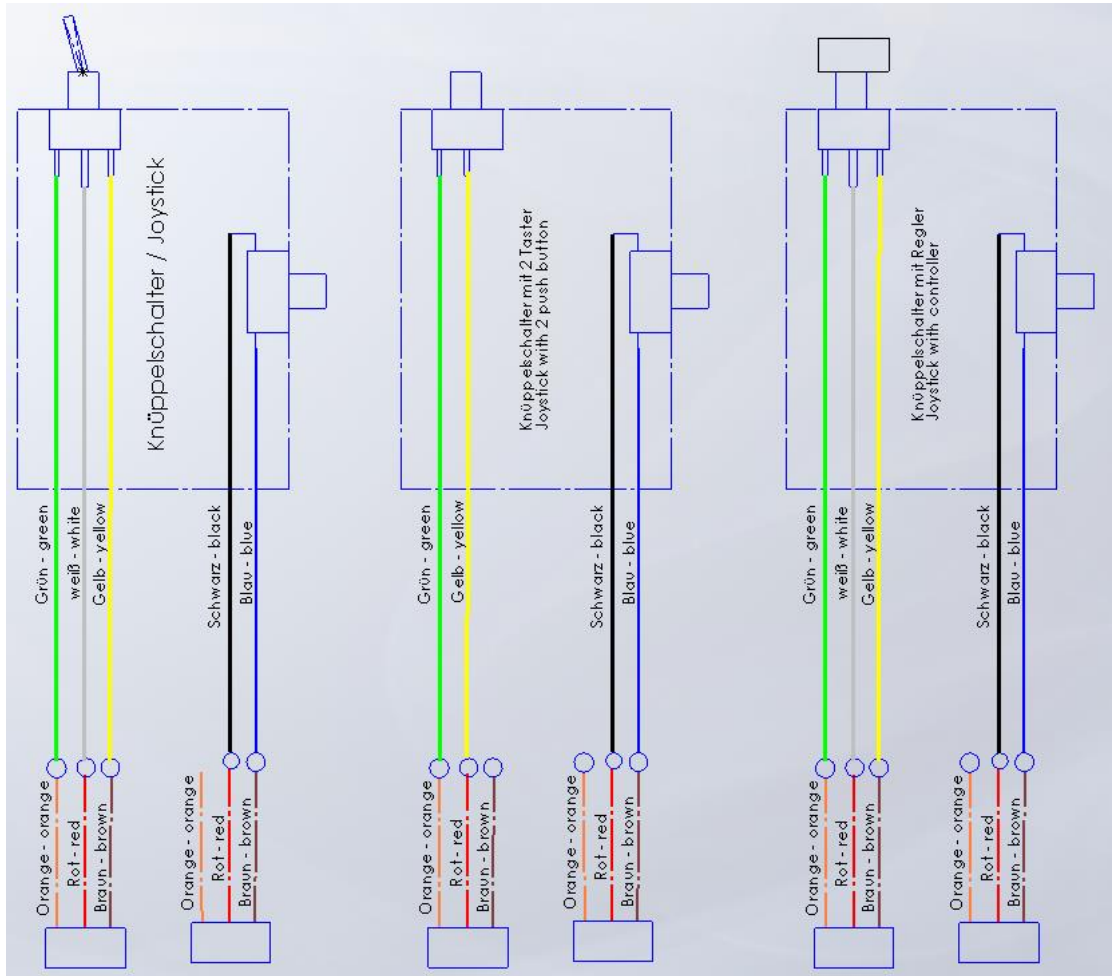 Knüppelschalter / Joystick
Grün - green
weiß - white
Gelb - yellow
Schwarz - black
Blau - blue
Orange - orange
Rot - red
Braun - brown
Orange - orange
Rot - red
Braun - brown
Knüppelschalter mit 2 Taster
Joystick with 2 push button
Grün - green
Gelb - yellow
Schwarz - black
Blau - blue
Orange - orange
Rot - red
Braun - brown
Orange - orange
Rot - red
Braun - brown
Knüppelschalter mit Regler
Joystick with controller
Grün - green
weiß - white
Gelb - yellow
Schwarz - black
Blau - blue
Orange - orange
Rot - red
Braun - brown
Orange - orange
Rot - red
Braun - brown